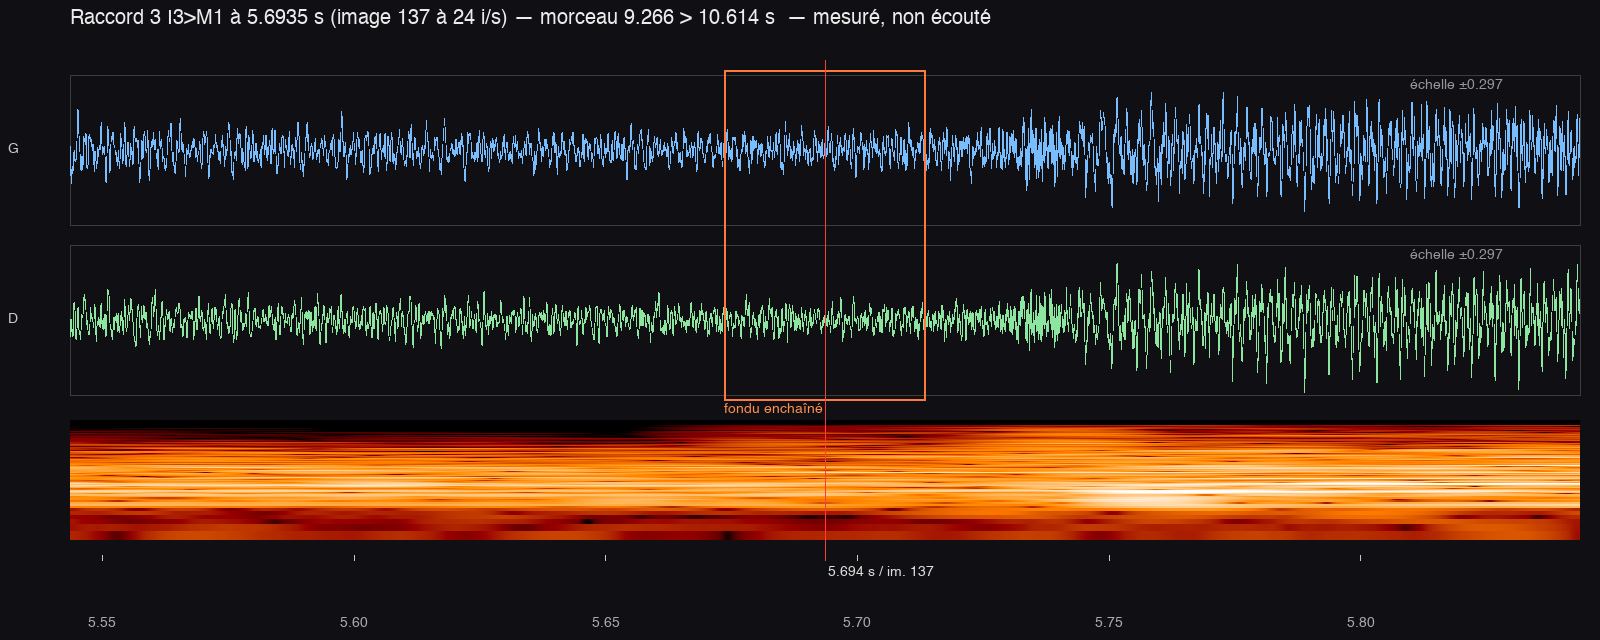 Raccord 3 I3>M1 à 5.6935 s (image 137 à 24 i/s) — morceau 9.266 > 10.614 s — mesuré, non écouté
échelle ±0.297
G
échelle ±0.297
D
fondu enchaîné
5.694 s / im. 137
5.55 5.60 5.65 5.70 5.75 5.80